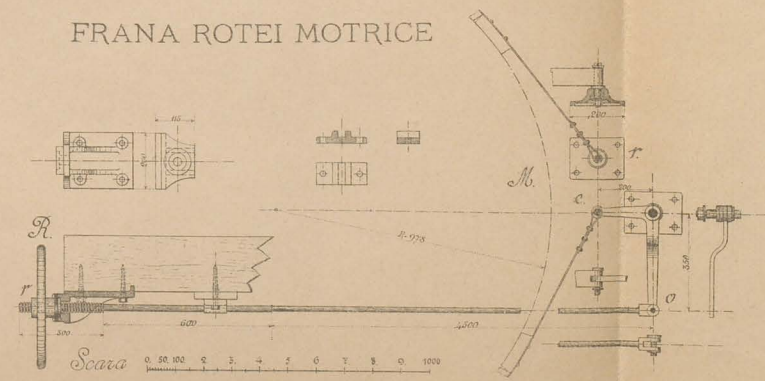 FRANA ROTEI MOTRICE
200
r.
M.
200
c.
R.
R-978
350
r
O
300
600
4500
Scara 0. 50. 100. 2 3. 4 5 6 7. 8 9. 1000